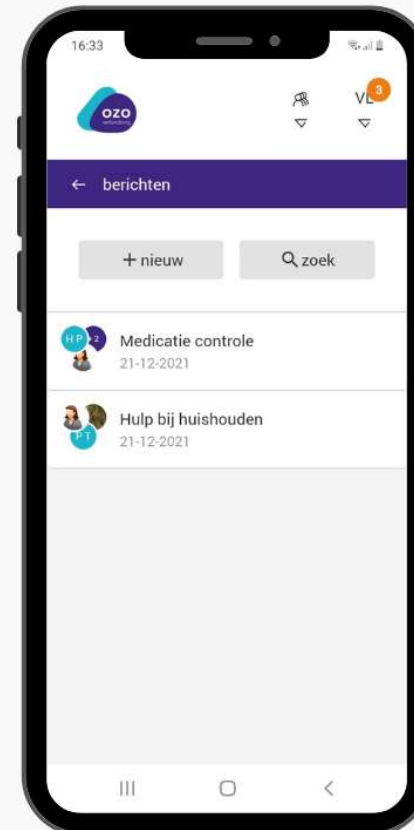 16:33
ozo
verbindzorg
VL
3
← berichten
+ nieuw
zoek
HP
+2
Medicatie controle
21-12-2021
PT
Hulp bij huishouden
21-12-2021